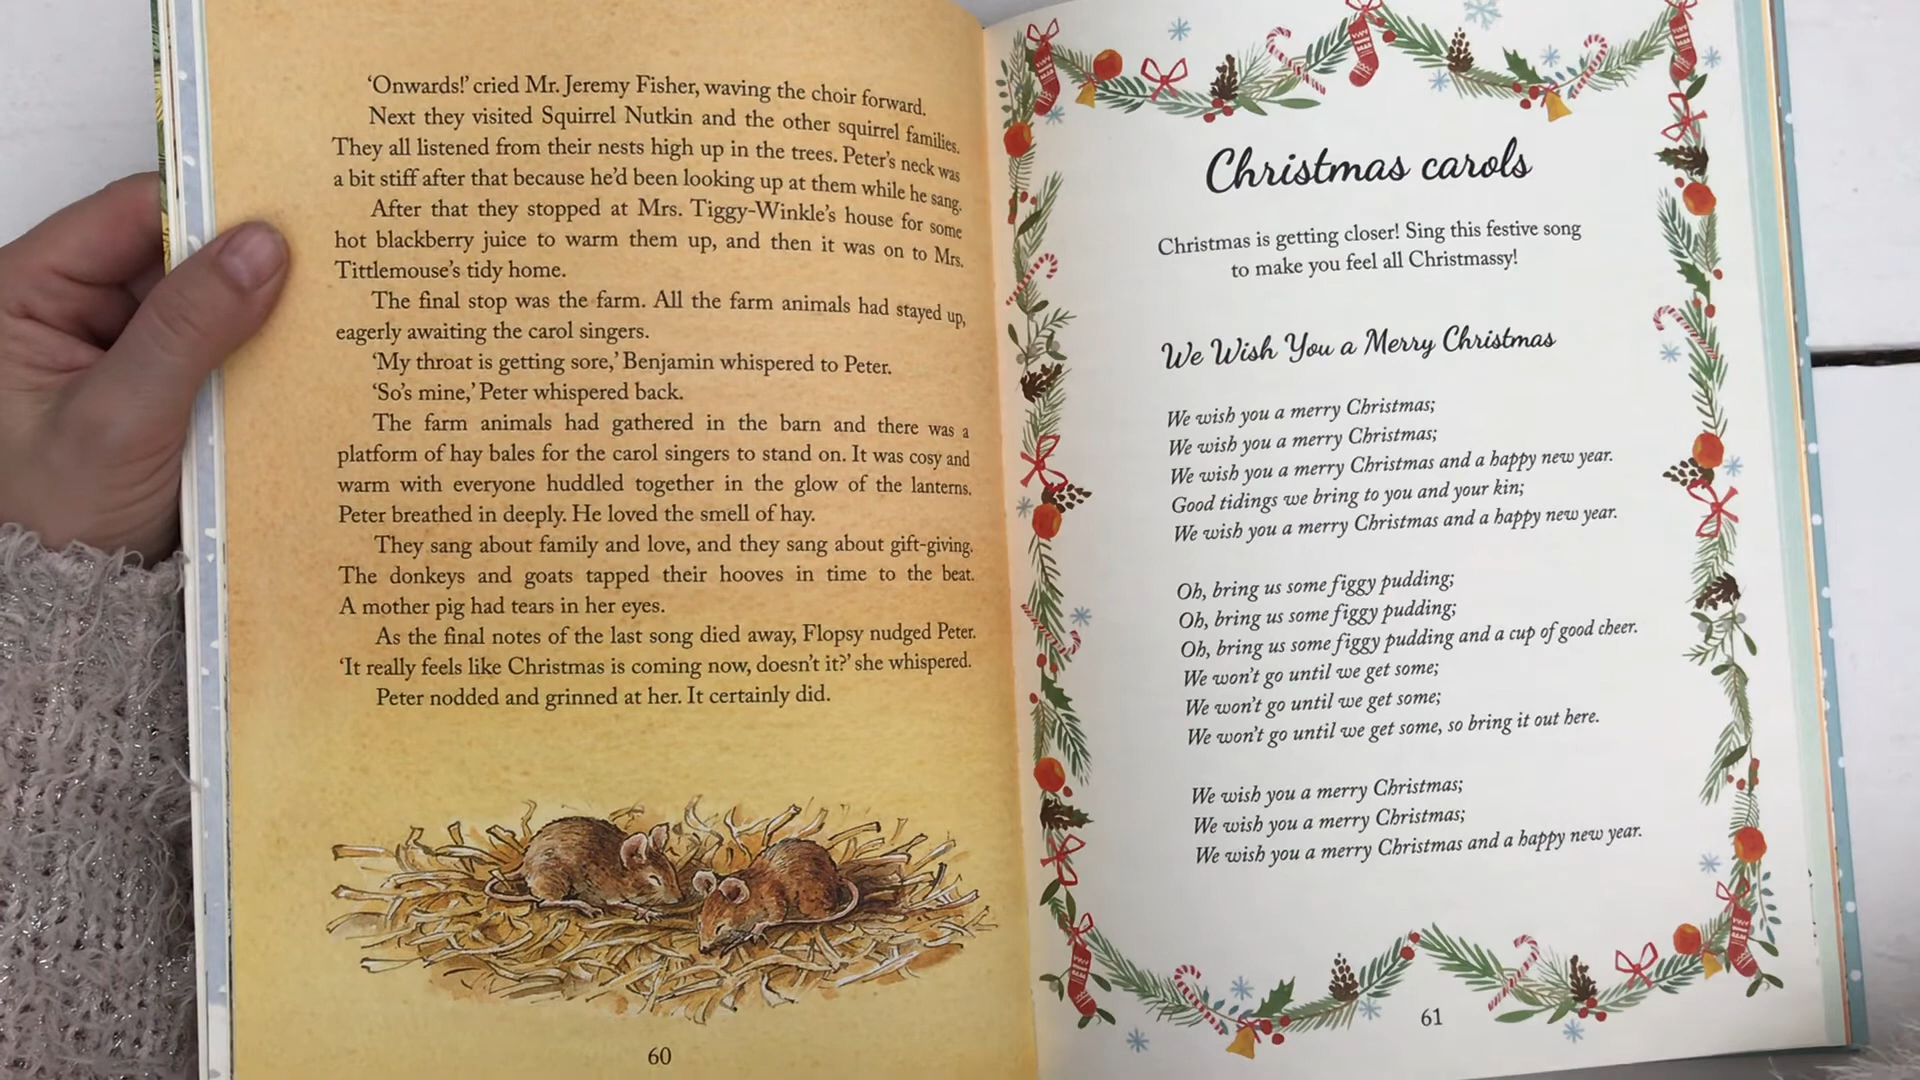 ‘Onwards!’ cried Mr. Jeremy Fisher, waving the choir forward.
Next they visited Squirrel Nutkin and the other squirrel families.
They all listened from their nests high up in the trees. Peter’s neck was
a bit stiff after that because he’d been looking up at them while he sang.
After that they stopped at Mrs. Tiggy-Winkle’s house for some
hot blackberry juice to warm them up, and then it was on to Mrs.
Tittlemouse’s tidy home.
The final stop was the farm. All the farm animals had stayed up,
eagerly awaiting the carol singers.
‘My throat is getting sore,’ Benjamin whispered to Peter.
‘So’s mine,’ Peter whispered back.
The farm animals had gathered in the barn and there was a
platform of hay bales for the carol singers to stand on. It was cosy and
warm with everyone huddled together in the glow of the lanterns.
Peter breathed in deeply. He loved the smell of hay.
They sang about family and love, and they sang about gift-giving.
The donkeys and goats tapped their hooves in time to the beat.
A mother pig had tears in her eyes.
As the final notes of the last song died away, Flopsy nudged Peter.
‘It really feels like Christmas is coming now, doesn’t it?’ she whispered.
Peter nodded and grinned at her. It certainly did.
60
Christmas carols
Christmas is getting closer! Sing this festive song
to make you feel all Christmassy!
We Wish You a Merry Christmas
We wish you a merry Christmas;
We wish you a merry Christmas;
We wish you a merry Christmas and a happy new year.
Good tidings we bring to you and your kin;
We wish you a merry Christmas and a happy new year.
Oh, bring us some figgy pudding;
Oh, bring us some figgy pudding;
Oh, bring us some figgy pudding and a cup of good cheer.
We won’t go until we get some;
We won’t go until we get some;
We won’t go until we get some, so bring it out here.
We wish you a merry Christmas;
We wish you a merry Christmas;
We wish you a merry Christmas and a happy new year.
61